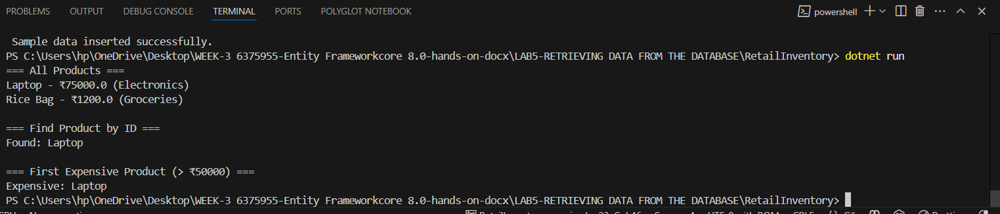 PROBLEMS OUTPUT DEBUG CONSOLE TERMINAL PORTS POLYGLOT NOTEBOOK powershell
Sample data inserted successfully.
PS C:\Users\hp\OneDrive\Desktop\WEEK-3 6375955-Entity Frameworkcore 8.0-hands-on-docx\LAB5-RETRIEVING DATA FROM THE DATABASE\RetailInventory> dotnet run
=== All Products ===
Laptop - ₹75000.0 (Electronics)
Rice Bag - ₹1200.0 (Groceries)
=== Find Product by ID ===
Found: Laptop
=== First Expensive Product (> ₹50000) ===
Expensive: Laptop
PS C:\Users\hp\OneDrive\Desktop\WEEK-3 6375955-Entity Frameworkcore 8.0-hands-on-docx\LAB5-RETRIEVING DATA FROM THE DATABASE\RetailInventory>